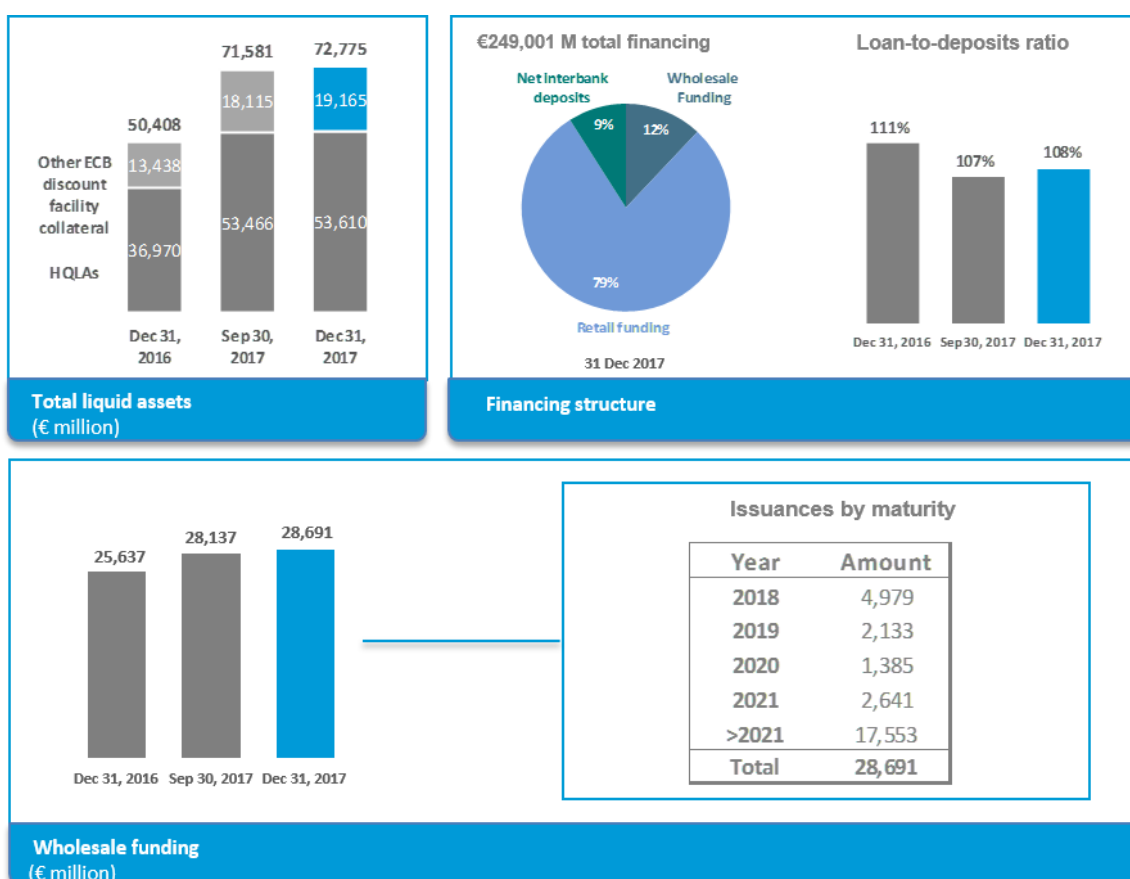 50,408
71,581
72,775
13,438
18,115
19,165
36,970
53,466
53,610
Other ECB
discount
facility
collateral
HQLAs
Dec 31,
2016
Sep 30,
2017
Dec 31,
2017
Total liquid assets
(€ million)
€249,001 M total financing
Net interbank
deposits
Wholesale
Funding
9%
12%
79%
Retail funding
31 Dec 2017
Loan-to-deposits ratio
111%
107%
108%
Dec 31, 2016 Sep 30, 2017 Dec 31, 2017
Financing structure
25,637
28,137
28,691
Dec 31, 2016 Sep 30, 2017 Dec 31, 2017
Issuances by maturity
Year Amount
2018 4,979
2019 2,133
2020 1,385
2021 2,641
>2021 17,553
Total 28,691
Wholesale funding
(€ million)